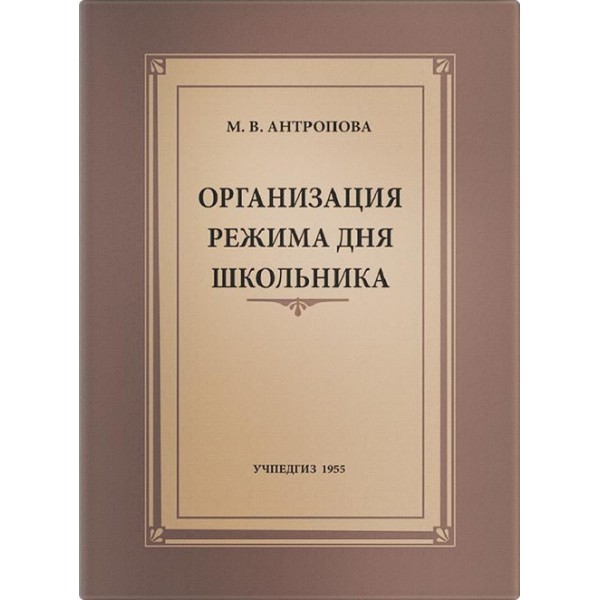 М. В. АНТРОПОВА
ОРГАНИЗАЦИЯ
РЕЖИМА ДНЯ
ШКОЛЬНИКА
УЧПЕДГИЗ 1955